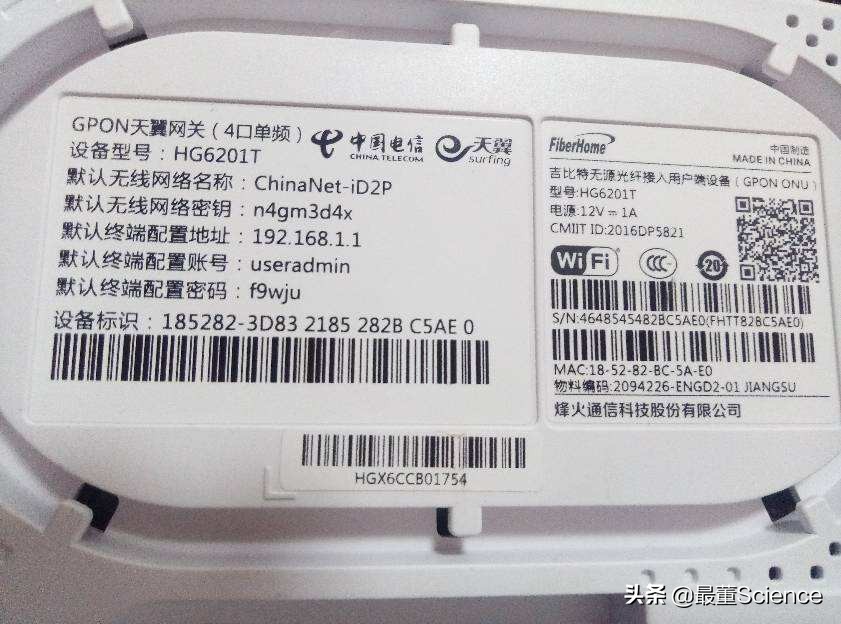 GPON天翼网关（4口单频）
中国电信
CHINA TELECOM
天翼
surfing
设备型号：HG6201T
默认无线网络名称：ChinaNet-iD2P
默认无线网络密钥：n4gm3d4x
默认终端配置地址：192.168.1.1
默认终端配置账号：useradmin
默认终端配置密码：f9wju
设备标识：185282-3D83 2185 282B C5AE 0
FiberHome
中国制造
MADE IN CHINA
吉比特无源光纤接入用户端设备（GPON ONU）
型号:HG6201T
电源:12V⎓1A
CMIIT ID:2016DP5821
Wi Fi
CCC
20
S/N:4648545482BC5AE0(FHTT82BC5AE0)
MAC:18-52-82-BC-5A-E0
物料编码:2094226-ENGD2-01 JIANGSU
烽火通信科技股份有限公司
HGX6CCB01754
头条 @最董Science